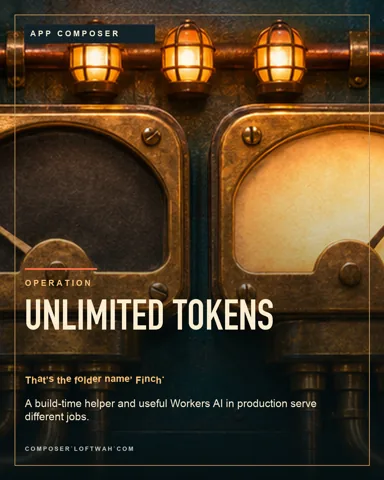 APP COMPOSER
OPERATION
UNLIMITED TOKENS
That's the folder name' Finch'
A build-time helper and useful Workers AI in production serve
different jobs.
COMPOSER'LOFTWAH'COM